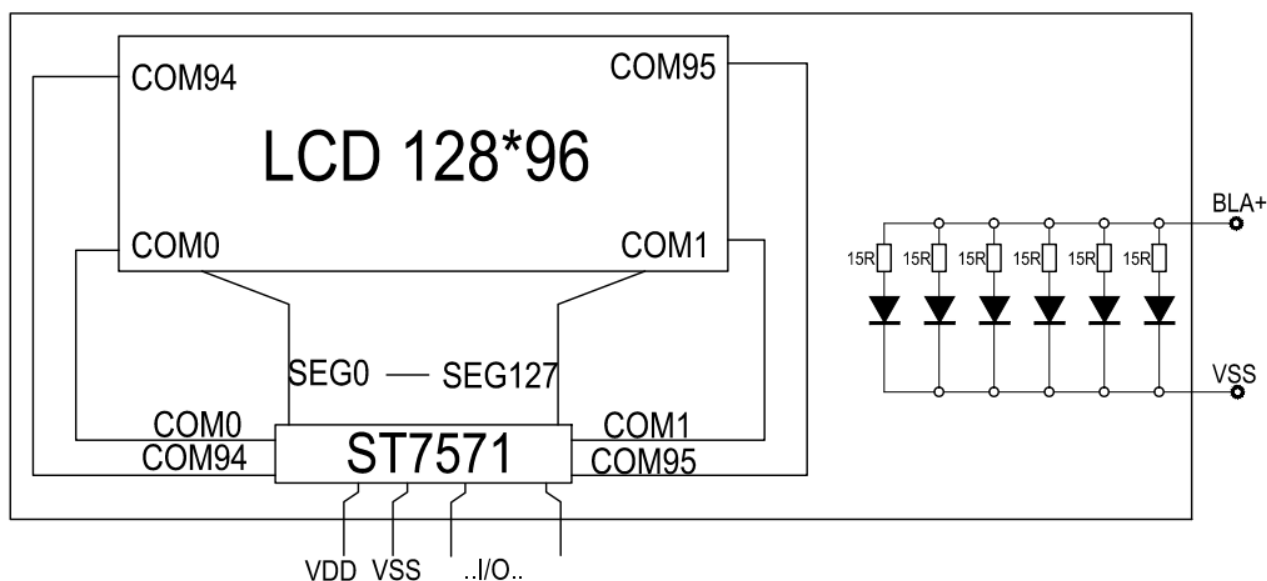 COM94 COM95
LCD 128*96
COM0 COM1
BLA+
15R 15R 15R 15R 15R 15R
SEG0 — SEG127
VSS
COM0 COM1
COM94 ST7571 COM95
VDD VSS ..I/O..